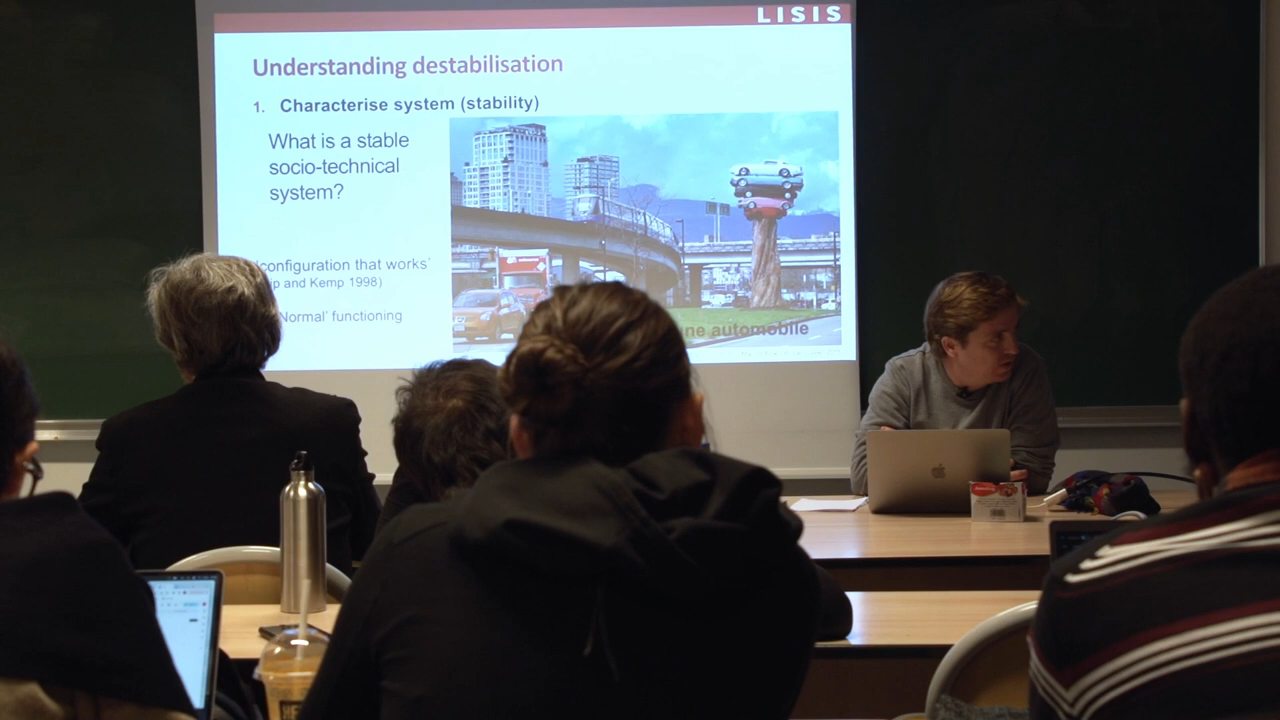 LISIS
Understanding destabilisation
1. Characterise system (stability)
What is a stable
socio-technical
system?
'configuration that works'
and Kemp 1998)
Normal' functioning
automobile